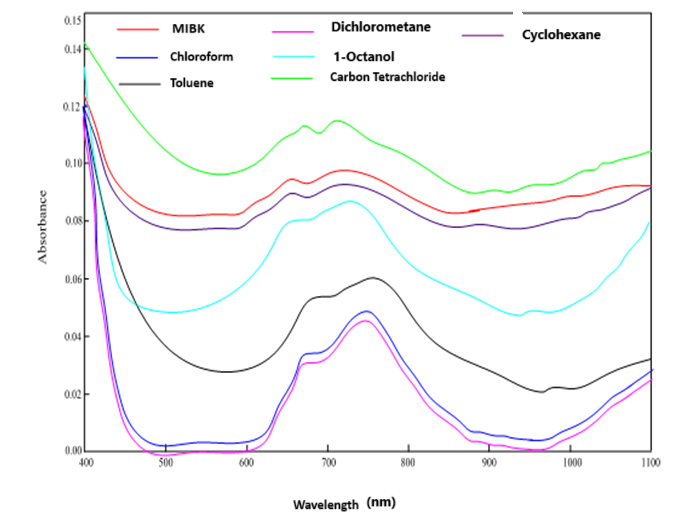 0.15
0.14
0.12
0.10
0.08
0.06
0.04
0.02
0.00
Absorbance
MIBK
Dichlorometane
Cyclohexane
Chloroform
1-Octanol
Toluene
Carbon Tetrachloride
400 500 600 700 800 900 1000 1100
Wavelength (nm)